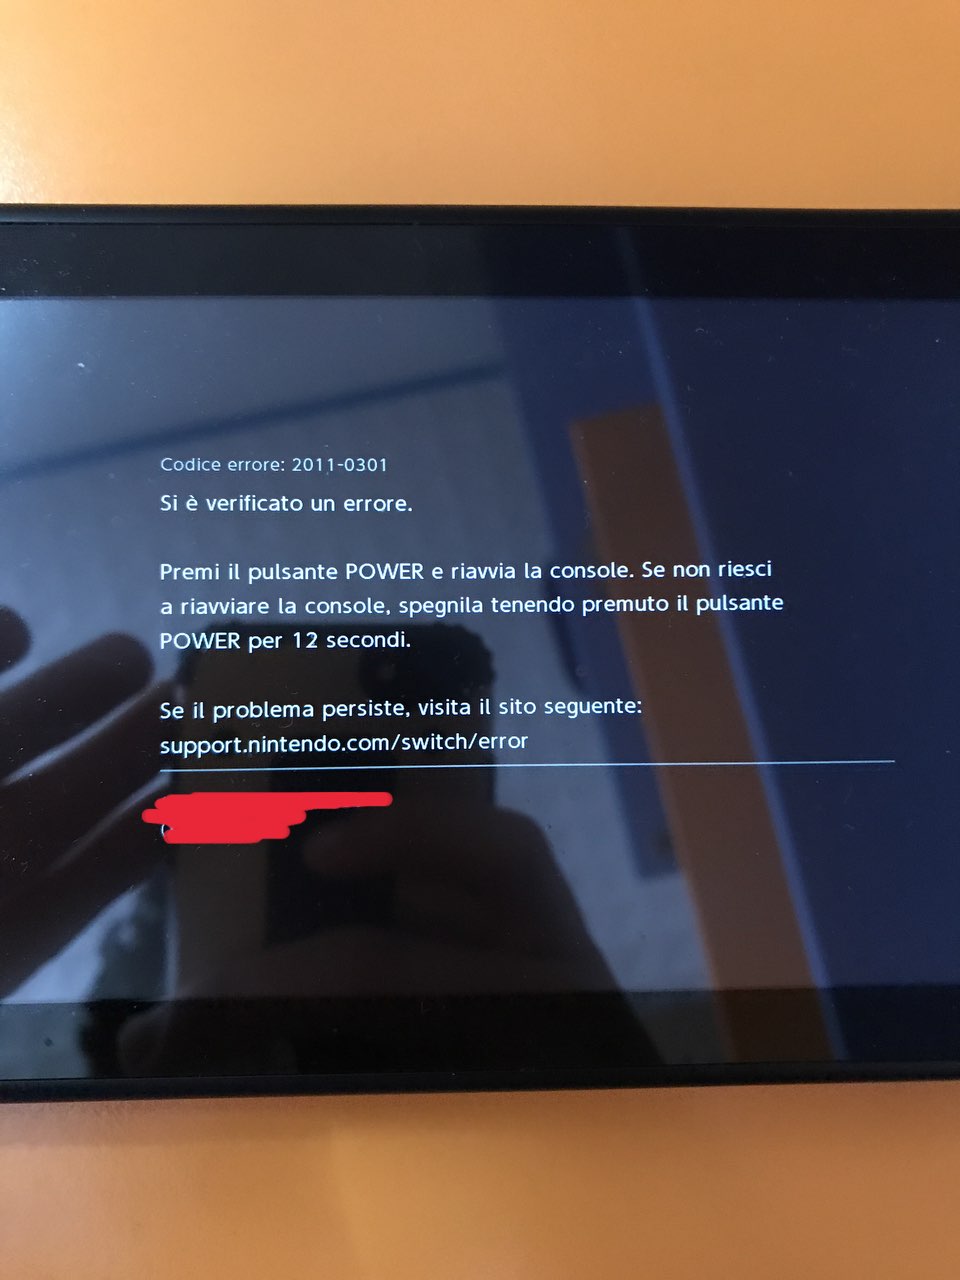 Codice errore: 2011-0301
Si è verificato un errore.
Premi il pulsante POWER e riavvia la console. Se non riesci
a riavviare la console, spegnila tenendo premuto il pulsante
POWER per 12 secondi.
Se il problema persiste, visita il sito seguente:
support.nintendo.com/switch/error